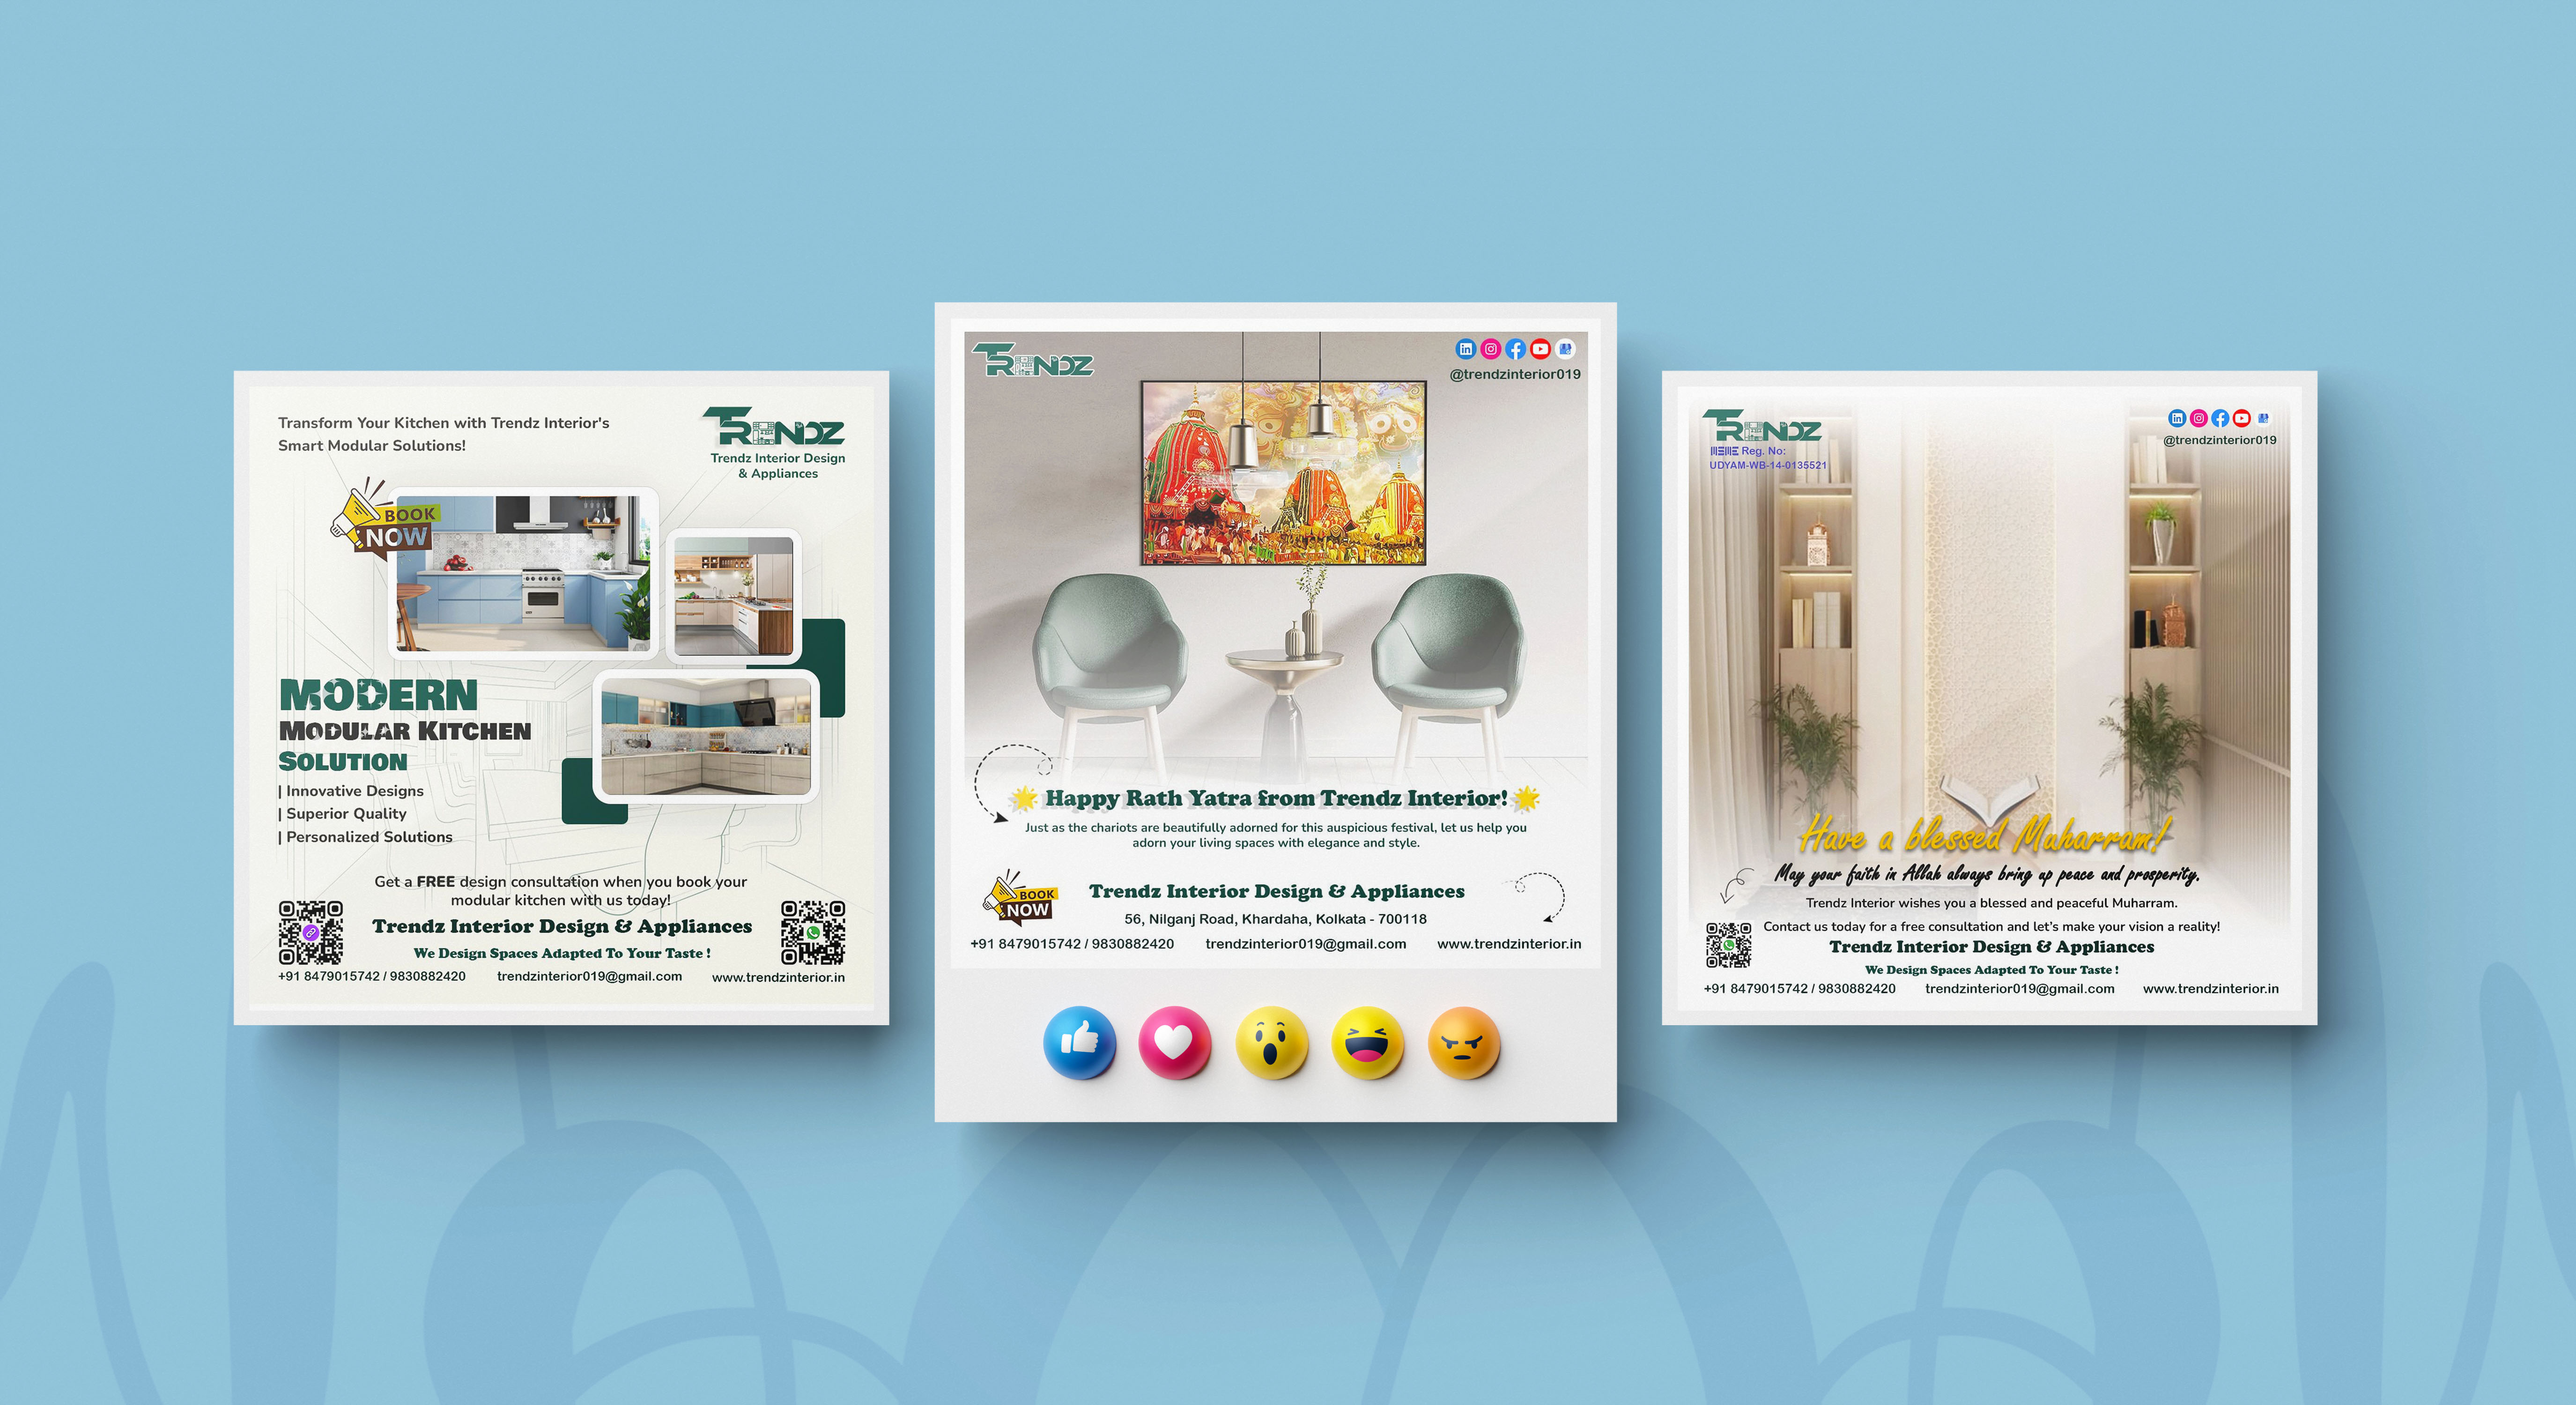 Transform Your Kitchen with Trendz Interior's
Smart Modular Solutions!
TRENDZ
Trendz Interior Design
& Appliances
BOOK
NOW
MODERN
MODULAR KITCHEN
SOLUTION
| Innovative Designs
| Superior Quality
| Personalized Solutions
Get a FREE design consultation when you book your
modular kitchen with us today!
Trendz Interior Design & Appliances
We Design Spaces Adapted To Your Taste !
+91 8479015742 / 9830882420 trendzinterior019@gmail.com www.trendzinterior.in
TRENDZ
@trendzinterior019
Happy Rath Yatra from Trendz Interior!
Just as the chariots are beautifully adorned for this auspicious festival, let us help you
adorn your living spaces with elegance and style.
BOOK
NOW
Trendz Interior Design & Appliances
56, Nilganj Road, Khardaha, Kolkata - 700118
+91 8479015742 / 9830882420 trendzinterior019@gmail.com www.trendzinterior.in
TRENDZ
Reg. No:
UDYAM-WB-14-0135521
@trendzinterior019
Have a blessed Muharram!
May your faith in Allah always bring up peace and prosperity.
Trendz Interior wishes you a blessed and peaceful Muharram.
Contact us today for a free consultation and let's make your vision a reality!
Trendz Interior Design & Appliances
We Design Spaces Adapted To Your Taste !
+91 8479015742 / 9830882420 trendzinterior019@gmail.com www.trendzinterior.in